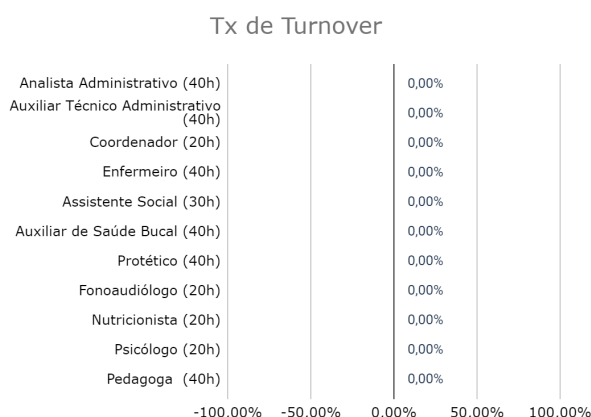 Tx de Turnover
Analista Administrativo (40h) 0,00%
Auxiliar Técnico Administrativo
(40h) 0,00%
Coordenador (20h) 0,00%
Enfermeiro (40h) 0,00%
Assistente Social (30h) 0,00%
Auxiliar de Saúde Bucal (40h) 0,00%
Protético (40h) 0,00%
Fonoaudiólogo (20h) 0,00%
Nutricionista (20h) 0,00%
Psicólogo (20h) 0,00%
Pedagoga  (40h) 0,00%
-100.00% -50.00% 0.00% 50.00% 100.00%